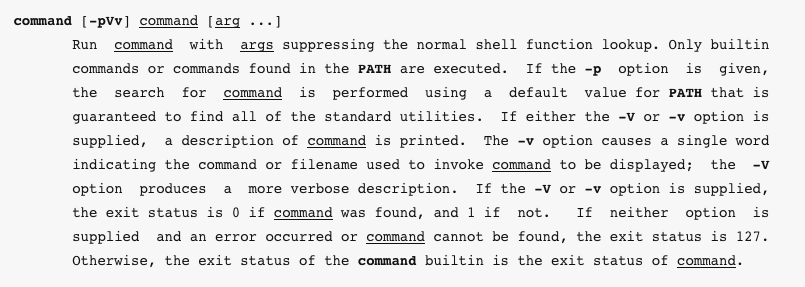 command [-pVv] command [arg ...]
Run command with args suppressing the normal shell function lookup. Only builtin
commands or commands found in the PATH are executed. If the -p option is given,
the search for command is performed using a default value for PATH that is
guaranteed to find all of the standard utilities. If either the -V or -v option is
supplied, a description of command is printed. The -v option causes a single word
indicating the command or filename used to invoke command to be displayed; the -V
option produces a more verbose description. If the -V or -v option is supplied,
the exit status is 0 if command was found, and 1 if not. If neither option is
supplied and an error occurred or command cannot be found, the exit status is 127.
Otherwise, the exit status of the command builtin is the exit status of command.